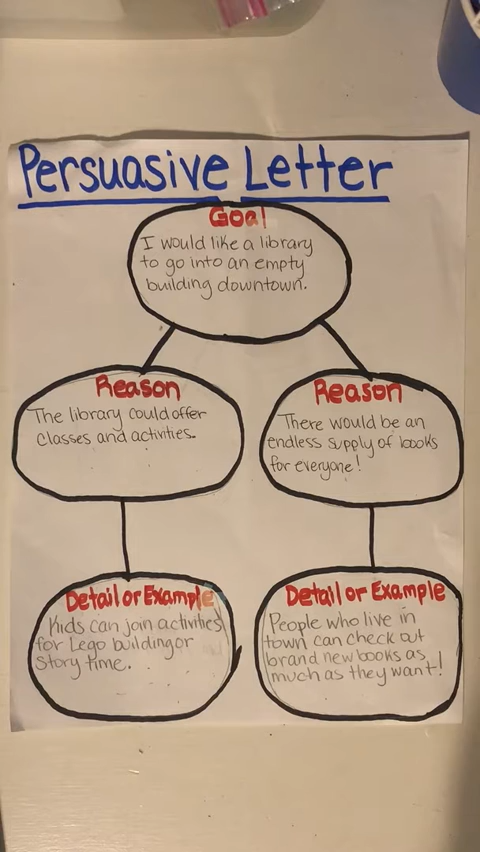 Persuasive Letter
Goal
I would like a library
to go into an empty
building downtown.
Reason
The library could offer
classes and activities.
Reason
There would be an
endless supply of books
for everyone!
Detail or Example
Kids can join activities
for Lego building or
Story time.
Detail or Example
People who live in
town can check out
brand new books as
much as they want!